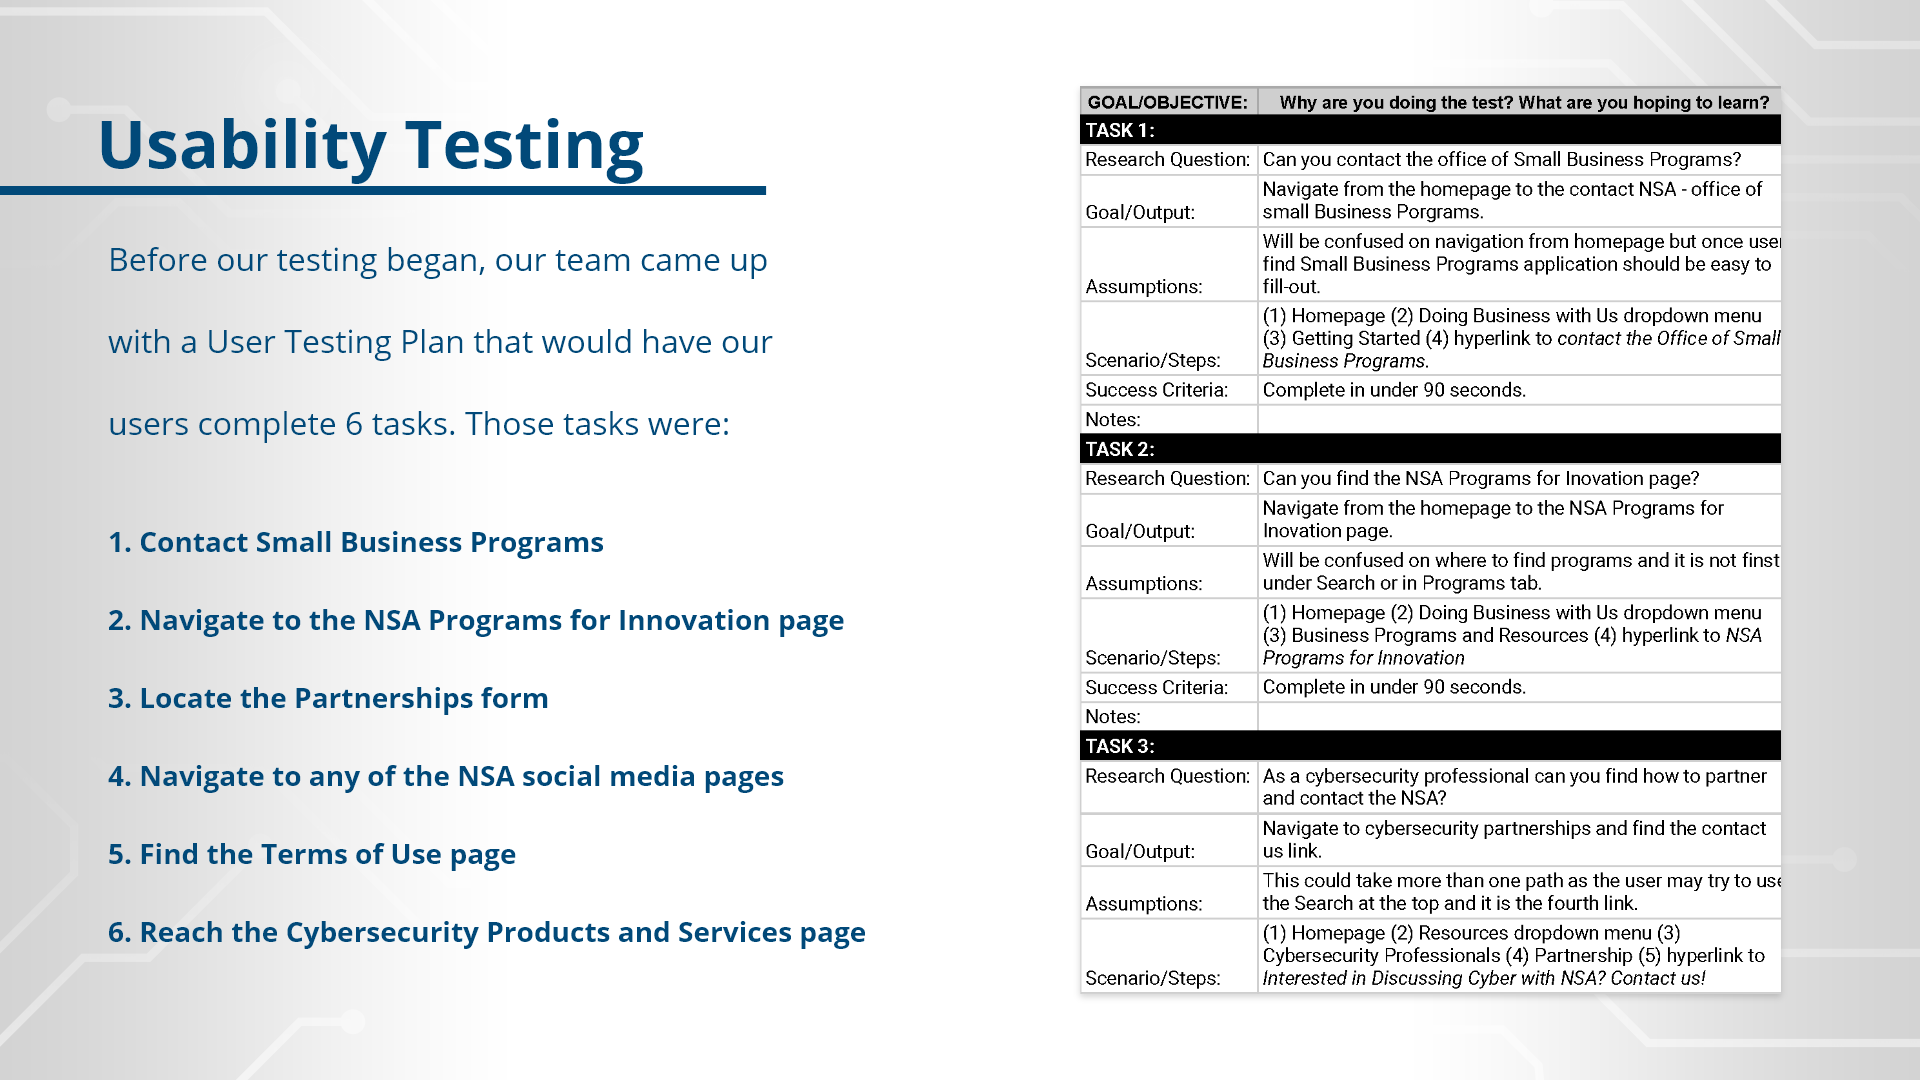 Usability Testing
Before our testing began, our team came up
with a User Testing Plan that would have our
users complete 6 tasks. Those tasks were:
1. Contact Small Business Programs
2. Navigate to the NSA Programs for Innovation page
3. Locate the Partnerships form
4. Navigate to any of the NSA social media pages
5. Find the Terms of Use page
6. Reach the Cybersecurity Products and Services page
GOAL/OBJECTIVE: Why are you doing the test? What are you hoping to learn?
TASK 1:
Research Question: Can you contact the office of Small Business Programs?
Navigate from the homepage to the contact NSA - office of
Goal/Output: small Business Porgrams.
Will be confused on navigation from homepage but once user
find Small Business Programs application should be easy to
Assumptions: fill-out.
(1) Homepage (2) Doing Business with Us dropdown menu
(3) Getting Started (4) hyperlink to contact the Office of Small
Scenario/Steps: Business Programs.
Success Criteria: Complete in under 90 seconds.
Notes:
TASK 2:
Research Question: Can you find the NSA Programs for Inovation page?
Navigate from the homepage to the NSA Programs for
Goal/Output: Inovation page.
Will be confused on where to find programs and it is not finst
Assumptions: under Search or in Programs tab.
(1) Homepage (2) Doing Business with Us dropdown menu
(3) Business Programs and Resources (4) hyperlink to NSA
Scenario/Steps: Programs for Innovation
Success Criteria: Complete in under 90 seconds.
Notes:
TASK 3:
Research Question: As a cybersecurity professional can you find how to partner
and contact the NSA?
Navigate to cybersecurity partnerships and find the contact
Goal/Output: us link.
This could take more than one path as the user may try to use
Assumptions: the Search at the top and it is the fourth link.
(1) Homepage (2) Resources dropdown menu (3)
Cybersecurity Professionals (4) Partnership (5) hyperlink to
Scenario/Steps: Interested in Discussing Cyber with NSA? Contact us!